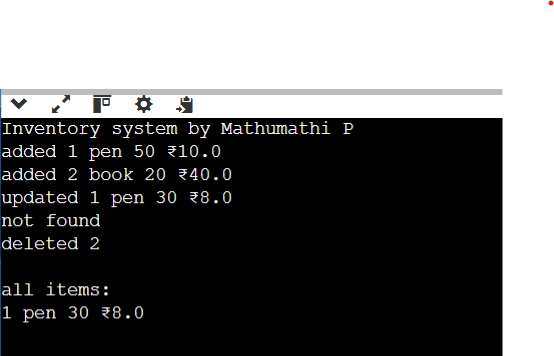 Inventory system by Mathumathi P
added 1 pen 50 ₹10.0
added 2 book 20 ₹40.0
updated 1 pen 30 ₹8.0
not found
deleted 2
all items:
1 pen 30 ₹8.0